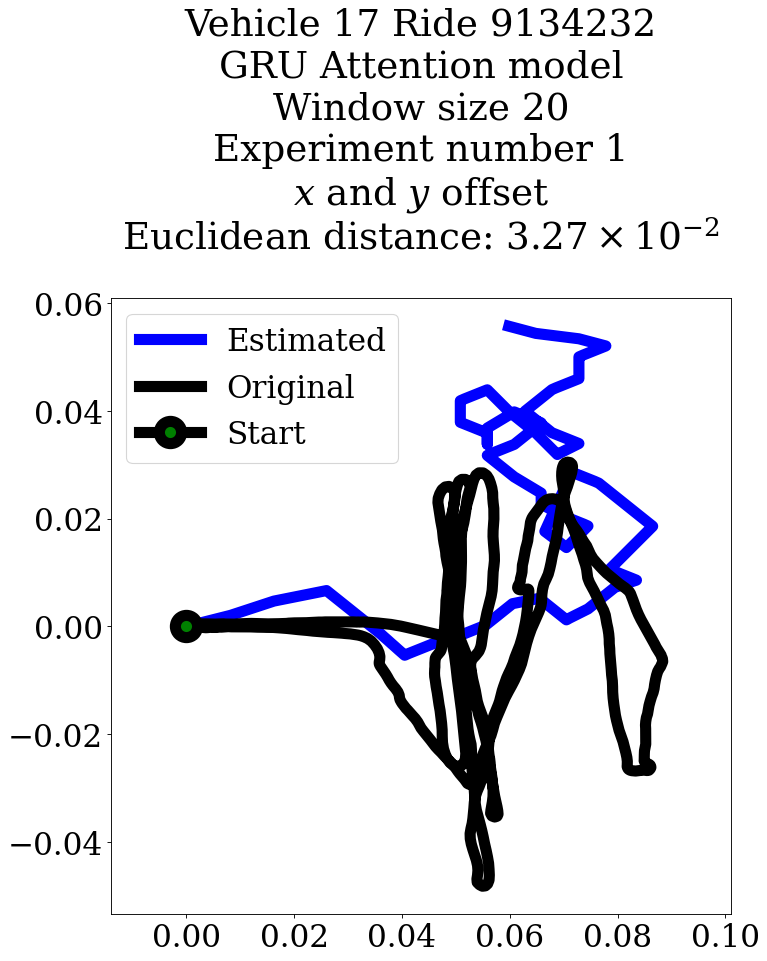 Vehicle 17 Ride 9134232
GRU Attention model
Window size 20
Experiment number 1
x and y offset
Euclidean distance: 3.27 × 10⁻²
0.06
Estimated
Original
Start
0.04
0.02
0.00
−0.02
−0.04
0.00 0.02 0.04 0.06 0.08 0.10